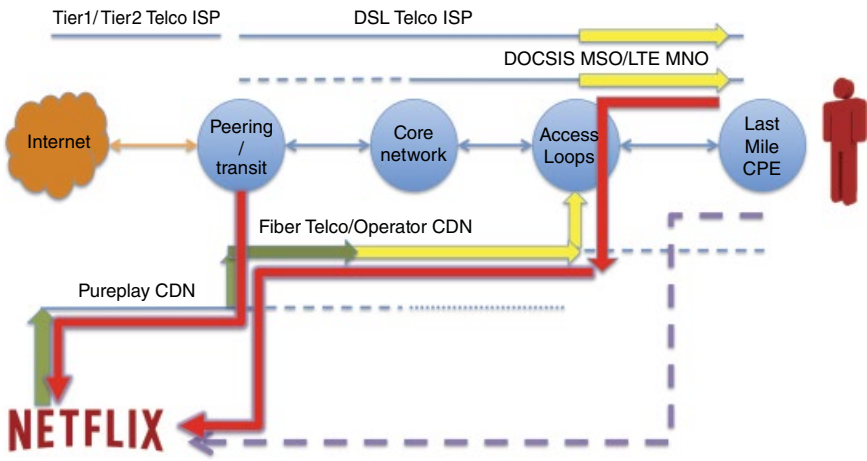 Tier1/Tier2 Telco ISP
DSL Telco ISP
DOCSIS MSO/LTE MNO
Internet
Peering
/
transit
Core
network
Access
Loops
Last
Mile
CPE
Fiber Telco/Operator CDN
Pureplay CDN
NETFLIX